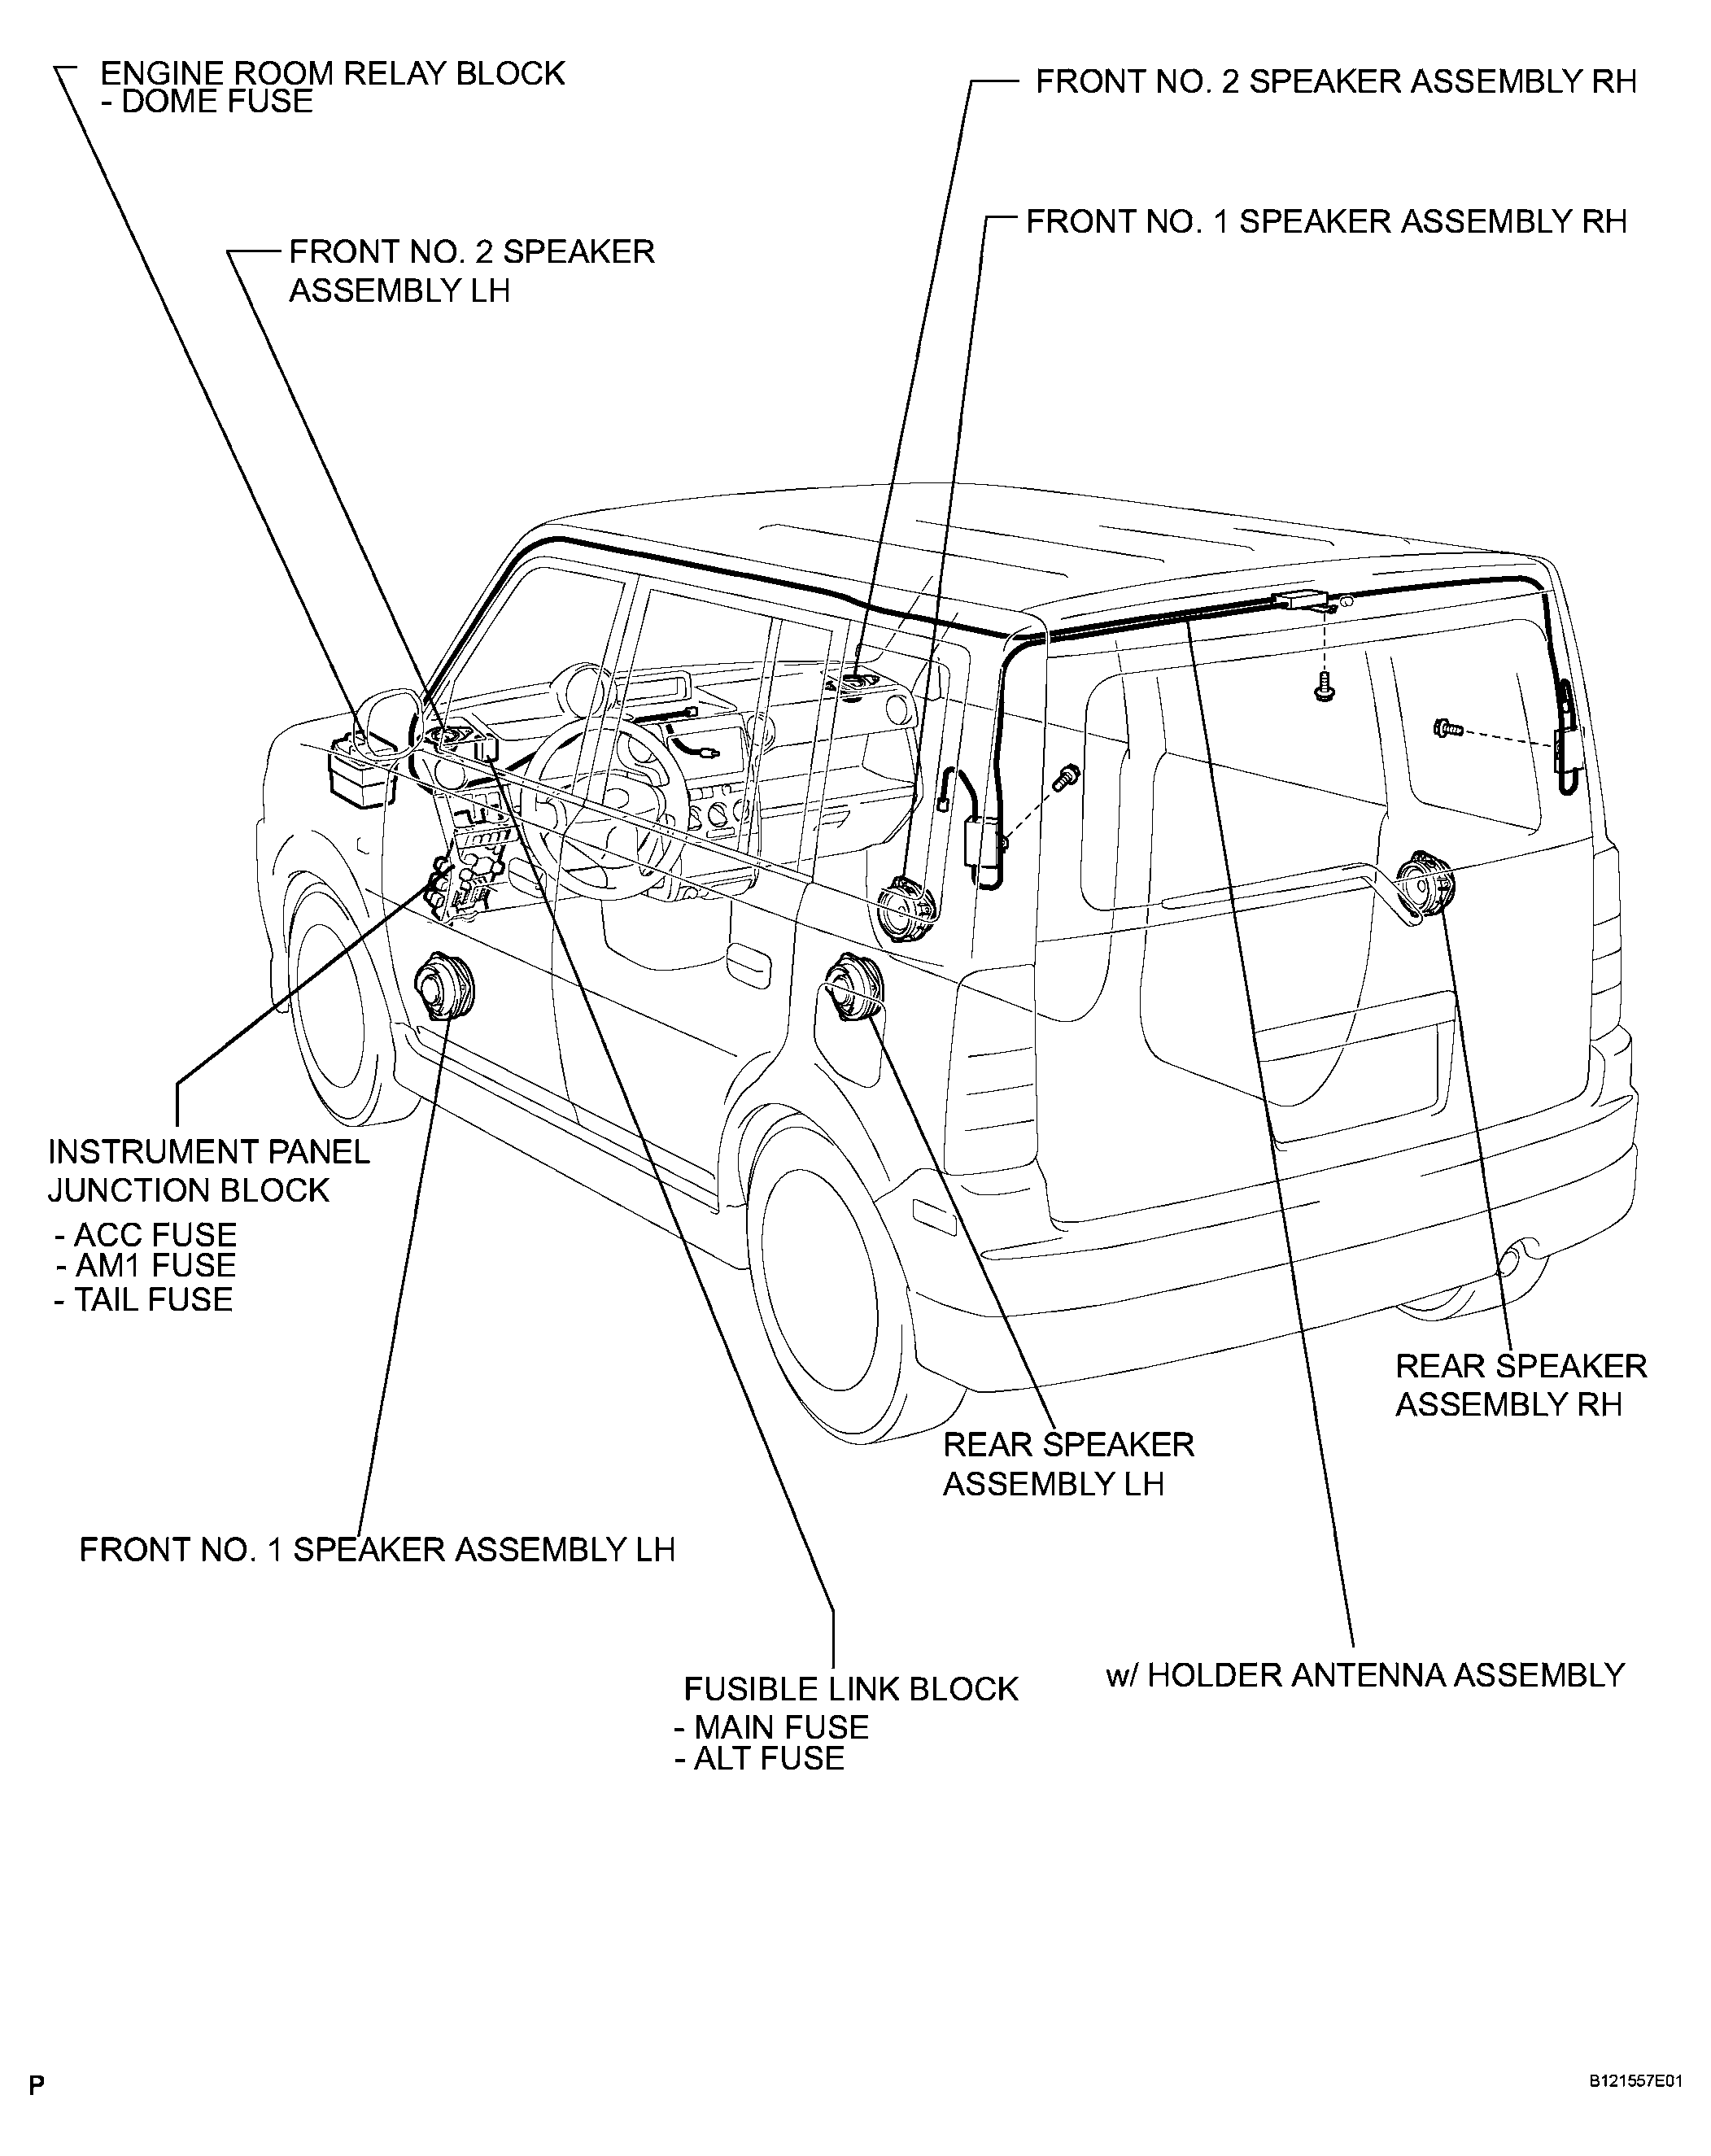 ENGINE ROOM RELAY BLOCK
- DOME FUSE
FRONT NO. 2 SPEAKER ASSEMBLY RH
FRONT NO. 1 SPEAKER ASSEMBLY RH
FRONT NO. 2 SPEAKER
ASSEMBLY LH
INSTRUMENT PANEL
JUNCTION BLOCK
- ACC FUSE
- AM1 FUSE
- TAIL FUSE
REAR SPEAKER
ASSEMBLY RH
REAR SPEAKER
ASSEMBLY LH
FRONT NO. 1 SPEAKER ASSEMBLY LH
FUSIBLE LINK BLOCK
- MAIN FUSE
- ALT FUSE
w/ HOLDER ANTENNA ASSEMBLY
P
B121557E01